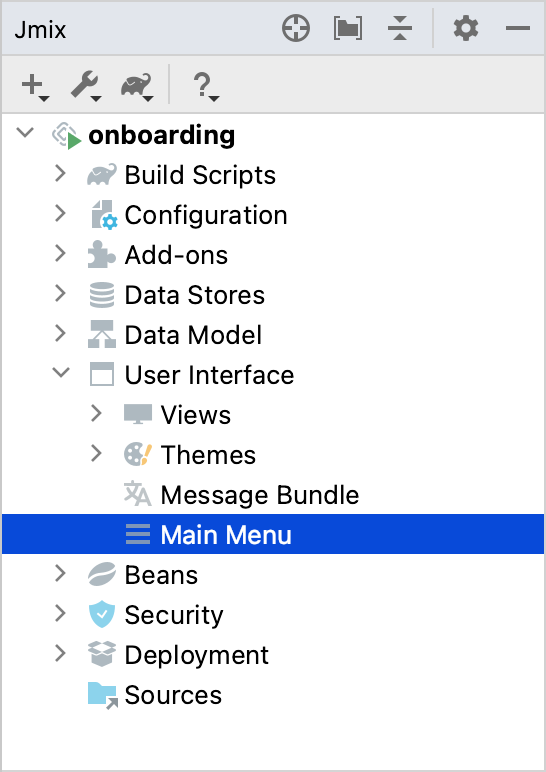 Jmix
?
onboarding
Build Scripts
Configuration
Add-ons
Data Stores
Data Model
User Interface
Views
Themes
Message Bundle
Main Menu
Beans
Security
Deployment
Sources